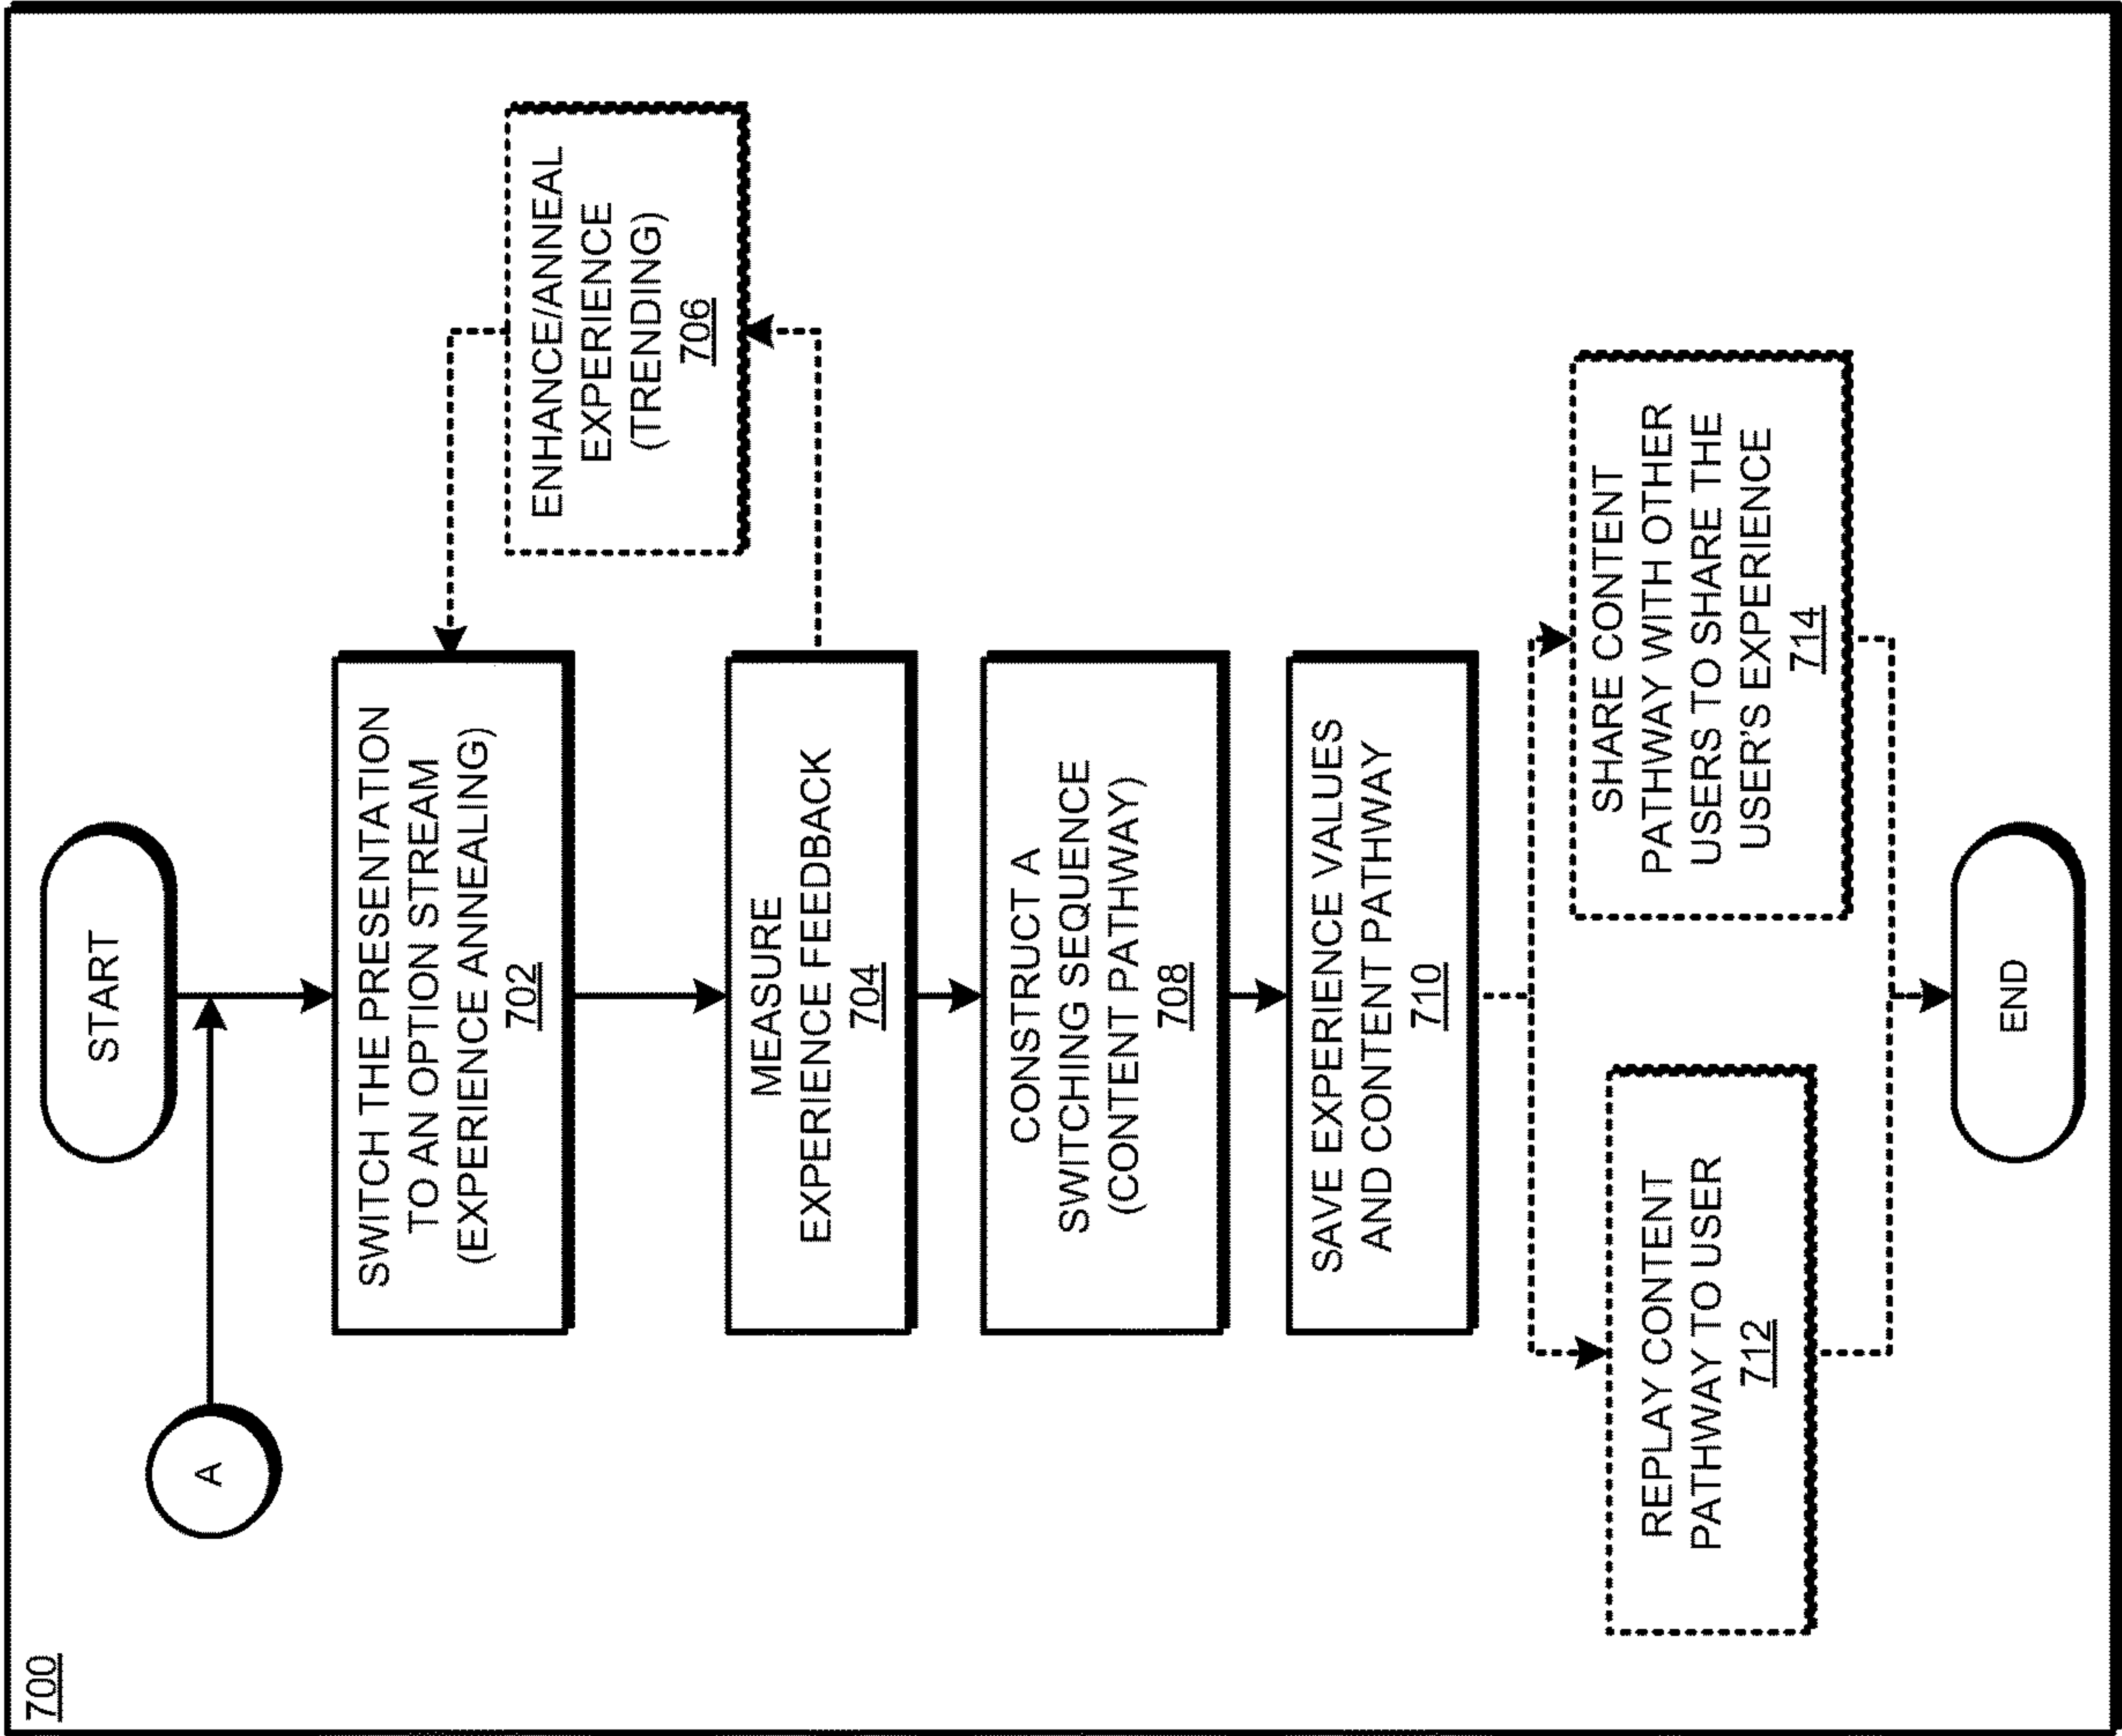 700
START
A
SWITCH THE PRESENTATION
TO AN OPTION STREAM
(EXPERIENCE ANNEALING)
702
MEASURE
EXPERIENCE FEEDBACK
704
ENHANCE/ANNEAL
EXPERIENCE
(TRENDING)
706
CONSTRUCT A
SWITCHING SEQUENCE
(CONTENT PATHWAY)
708
SAVE EXPERIENCE VALUES
AND CONTENT PATHWAY
710
REPLAY CONTENT
PATHWAY TO USER
712
SHARE CONTENT
PATHWAY WITH OTHER
USERS TO SHARE THE
USER'S EXPERIENCE
714
END